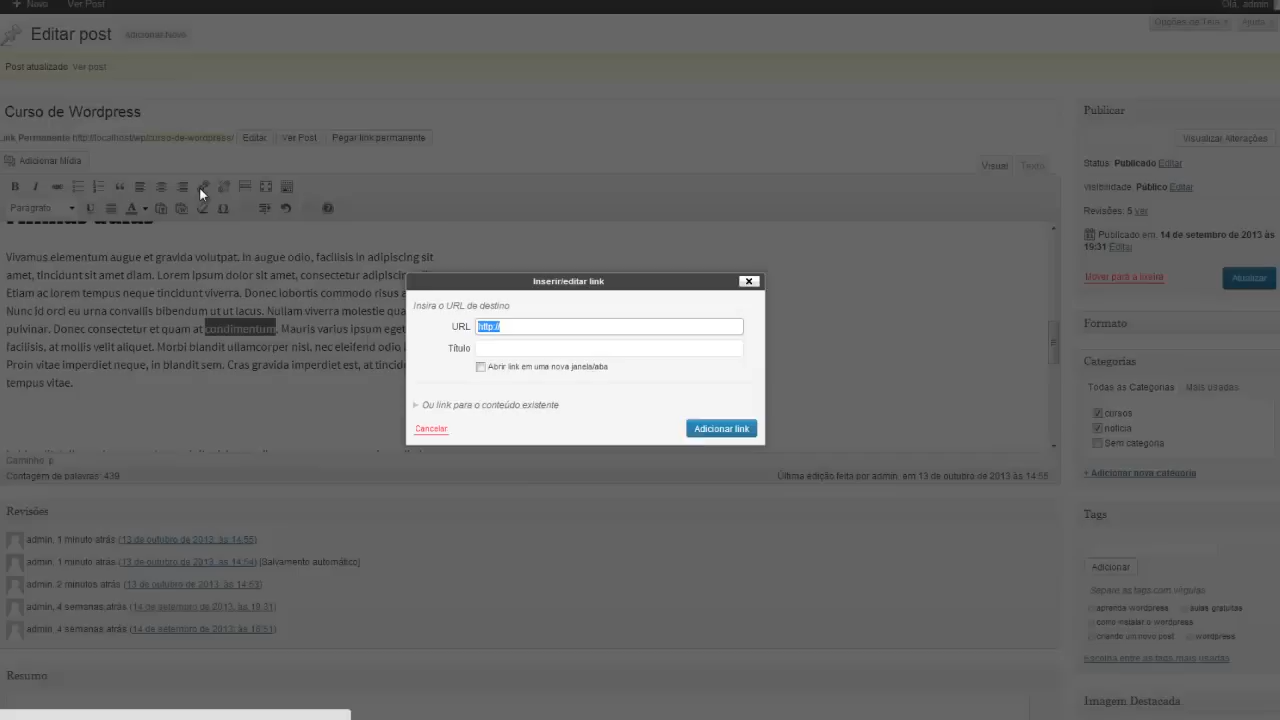 + Novo Ver Post Olá, admin
Editar post Adicionar Novo Opções de Tela Ajuda
Post atualizado Ver post
Curso de Wordpress
Link Permanente http://localhost/wp/curso-de-wordpress/ Editar Ver Post Pegar link permanente
Adicionar Mídia Visual Texto
B I
Parágrafo U A Ω
Vivamus elementum augue et gravida volutpat. In augue odio, facilisis in adipiscing sit
amet, tincidunt sit amet diam. Lorem ipsum dolor sit amet, consectetur adipiscing
Etiam ac lorem tempus neque tincidunt viverra. Donec lobortis commodo risus a
Nunc id orci eu urna convallis bibendum ut ut lacus. Nullam viverra molestie
pulvinar. Donec consectetur et quam at condimentum. Mauris varius ipsum eget
facilisis, at mollis velit aliquet. Morbi blandit ullamcorper nisl, nec eleifend odio
Proin vitae imperdiet neque, in blandit sem. Cras gravida imperdiet est, at tincidunt
tempus vitae.
Caminho: p
Contagem de palavras: 439 Última edição feita por admin, em 13 de outubro de 2013 às 14:55
Inserir/editar link
Insira o URL de destino
URL http://
Título
Abrir link em uma nova janela/aba
Ou link para o conteúdo existente
Cancelar Adicionar link
Revisões
admin, 1 minuto atrás (13 de outubro de 2013, às 14:55)
admin, 1 minuto atrás (13 de outubro de 2013, às 14:54) [Salvamento automático]
admin, 2 minutos atrás (13 de outubro de 2013, às 14:53)
admin, 4 semanas atrás (14 de setembro de 2013, às 19:31)
admin, 4 semanas atrás (14 de setembro de 2013, às 16:51)
Resumo
Publicar
Visualizar Alterações
Status: Publicado Editar
Visibilidade: Público Editar
Revisões: 5 ver
Publicado em: 14 de setembro de 2013 às
19:31 Editar
Mover para a lixeira Atualizar
Formato
Categorias
Todas as Categorias Mais usadas
cursos
notícia
Sem categoria
+ Adicionar nova categoria
Tags
Adicionar
Separe as tags com vírgulas
aprenda wordpress aulas gratuitas
como instalar o wordpress
criando um novo post wordpress
Escolha entre as tags mais usadas
Imagem Destacada